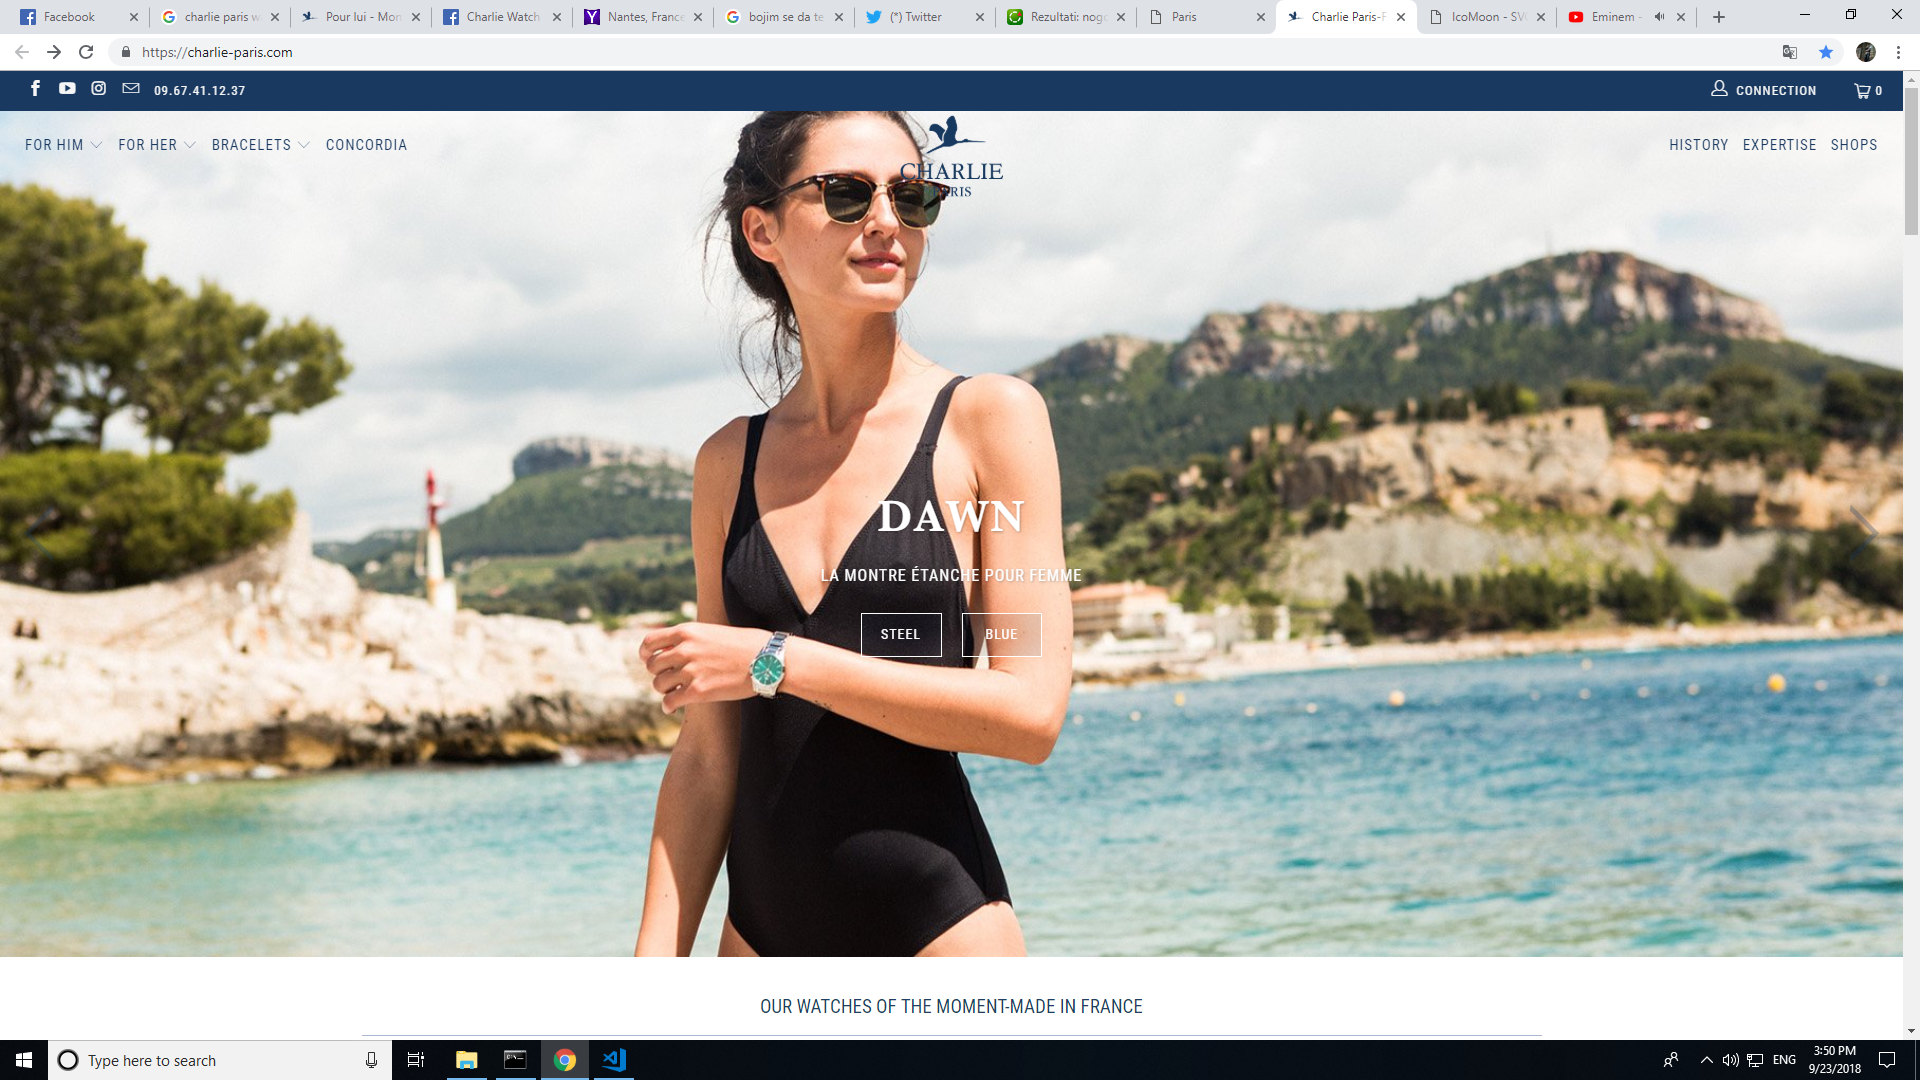 Facebook
charlie paris w
Pour lui - Mon
Charlie Watch
Nantes, France
bojim se da te
(*) Twitter
Rezultati: nogo
Paris
Charlie Paris-F
IcoMoon - SV
Eminem -
https://charlie-paris.com
09.67.41.12.37
CONNECTION
0
FOR HIM
FOR HER
BRACELETS
CONCORDIA
CHARLIE
PARIS
HISTORY
EXPERTISE
SHOPS
DAWN
LA MONTRE ÉTANCHE POUR FEMME
STEEL
BLUE
OUR WATCHES OF THE MOMENT-MADE IN FRANCE
Type here to search
ENG
3:50 PM
9/23/2018